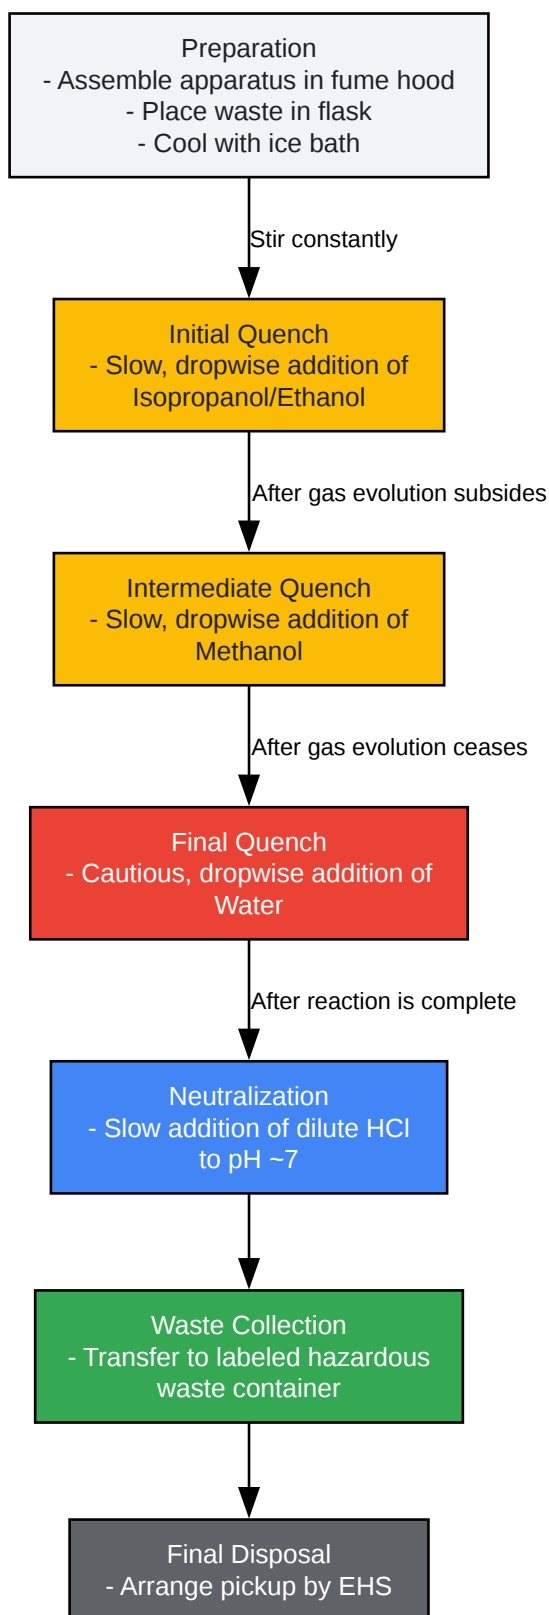 Preparation
- Assemble apparatus in fume hood
- Place waste in flask
- Cool with ice bath
Stir constantly
Initial Quench
- Slow, dropwise addition of
Isopropanol/Ethanol
After gas evolution subsides
Intermediate Quench
- Slow, dropwise addition of
Methanol
After gas evolution ceases
Final Quench
- Cautious, dropwise addition of
Water
After reaction is complete
Neutralization
- Slow addition of dilute HCl
to pH ~7
Waste Collection
- Transfer to labeled hazardous
waste container
Final Disposal
- Arrange pickup by EHS